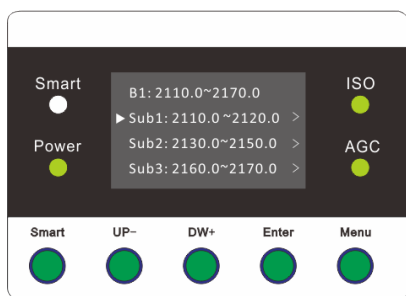 Smart
ISO
Power
AGC
B1: 2110.0~2170.0
▶Sub1: 2110.0~2120.0 >
Sub2: 2130.0~2150.0 >
Sub3: 2160.0~2170.0 >
Smart
UP-
DW+
Enter
Menu